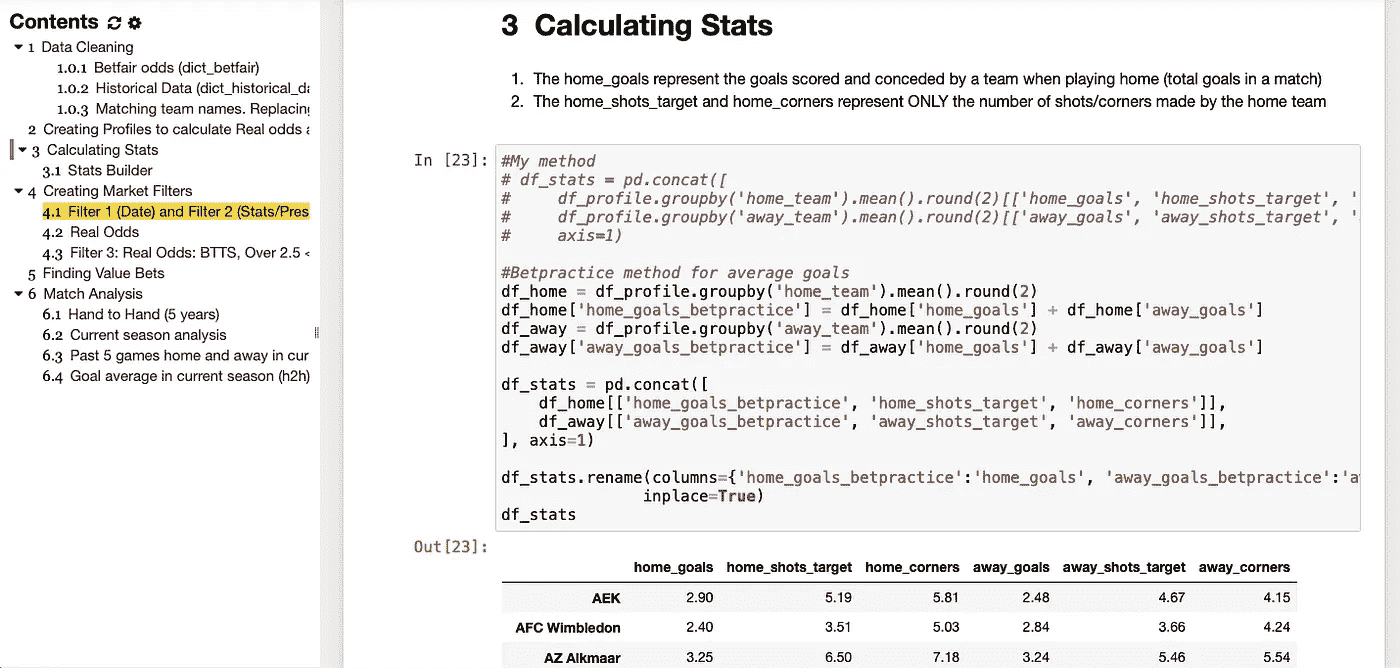 Contents
1 Data Cleaning
1.0.1 Betfair odds (dict_betfair)
1.0.2 Historical Data (dict_historical_da
1.0.3 Matching team names. Replacing
2 Creating Profiles to calculate Real odds a
3 Calculating Stats
3.1 Stats Builder
4 Creating Market Filters
4.1 Filter 1 (Date) and Filter 2 (Stats/Pres
4.2 Real Odds
4.3 Filter 3: Real Odds: BTTS, Over 2.5 <
5 Finding Value Bets
6 Match Analysis
6.1 Hand to Hand (5 years)
6.2 Current season analysis
6.3 Past 5 games home and away in cur
6.4 Goal average in current season (h2h)
3 Calculating Stats
1. The home_goals represent the goals scored and conceded by a team when playing home (total goals in a match)
2. The home_shots_target and home_corners represent ONLY the number of shots/corners made by the home team
In [23]:
#My method
# df_stats = pd.concat([
#     df_profile.groupby('home_team').mean().round(2)[['home_goals', 'home_shots_target', '
#     df_profile.groupby('away_team').mean().round(2)[['away_goals', 'away_shots_target', '
#     axis=1)
#Betpractice method for average goals
df_home = df_profile.groupby('home_team').mean().round(2)
df_home['home_goals_betpractice'] = df_home['home_goals'] + df_home['away_goals']
df_away = df_profile.groupby('away_team').mean().round(2)
df_away['away_goals_betpractice'] = df_away['home_goals'] + df_away['away_goals']
df_stats = pd.concat([
    df_home[['home_goals_betpractice', 'home_shots_target', 'home_corners']],
    df_away[['away_goals_betpractice', 'away_shots_target', 'away_corners']],
], axis=1)
df_stats.rename(columns={'home_goals_betpractice':'home_goals', 'away_goals_betpractice':'a
               inplace=True)
df_stats
Out[23]:
home_goals home_shots_target home_corners away_goals away_shots_target away_corners
AEK 2.90 5.19 5.81 2.48 4.67 4.15
AFC Wimbledon 2.40 3.51 5.03 2.84 3.66 4.24
AZ Alkmaar 3.25 6.50 7.18 3.24 5.46 5.54